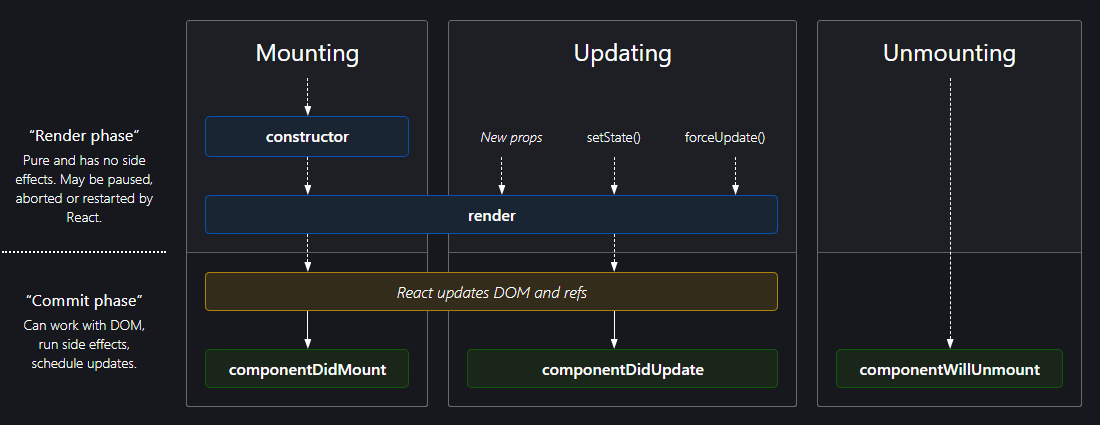 Mounting
Updating
Unmounting
“Render phase”
Pure and has no side
effects. May be paused,
aborted or restarted by
React.
constructor
New props
setState()
forceUpdate()
render
“Commit phase”
Can work with DOM,
run side effects,
schedule updates.
React updates DOM and refs
componentDidMount
componentDidUpdate
componentWillUnmount